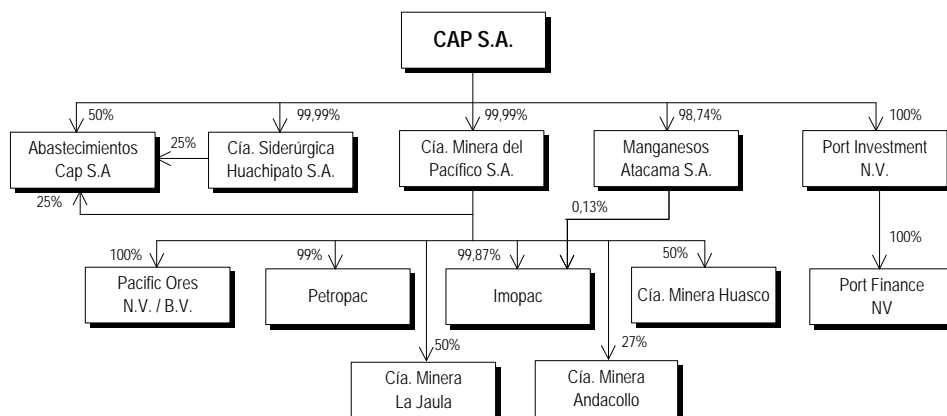 CAP S.A.
50%
99,99%
99,99%
98,74%
100%
Abastecimientos
Cap S.A
25%
Cía. Siderúrgica
Huachipato S.A.
Cía. Minera del
Pacífico S.A.
Manganesos
Atacama S.A.
Port Investment
N.V.
25%
0,13%
100%
99%
99,87%
50%
100%
Pacific Ores
N.V. / B.V.
Petropac
Imopac
Cía. Minera Huasco
Port Finance
NV
50%
27%
Cía. Minera
La Jaula
Cía. Minera
Andacollo